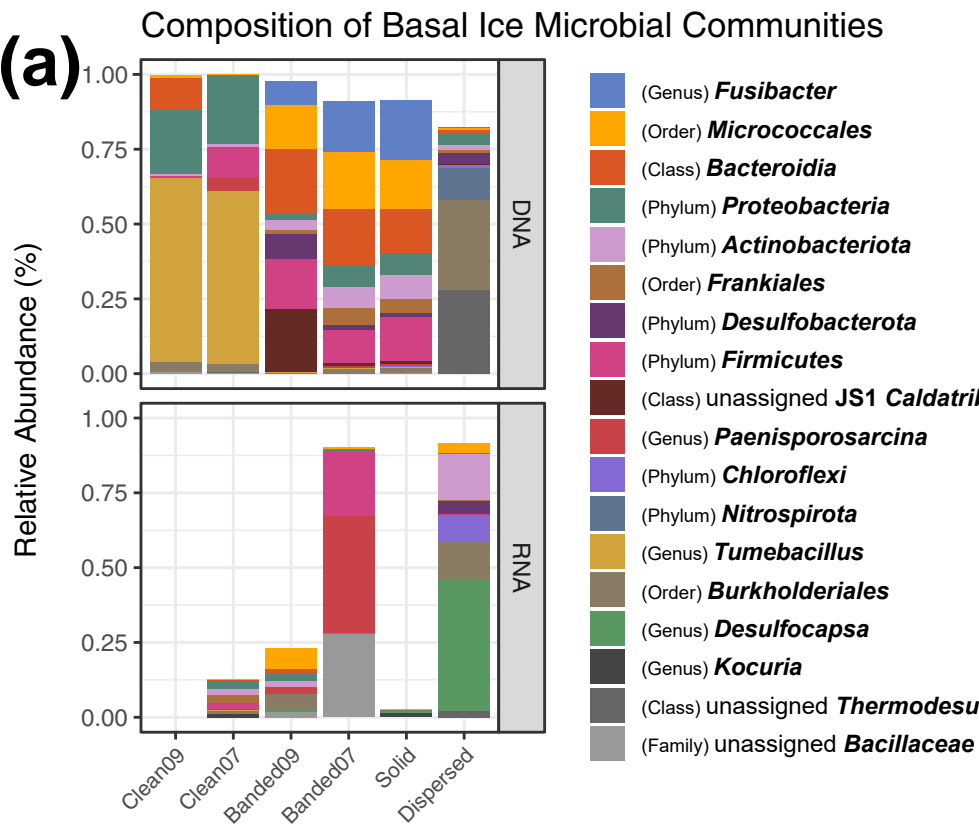 Composition of Basal Ice Microbial Communities
(a)
Relative Abundance (%)
1.00
0.75
0.50
0.25
0.00
DNA
1.00
0.75
0.50
0.25
0.00
RNA
Clean09
Clean07
Banded09
Banded07
Solid
Dispersed
(Genus) Fusibacter
(Order) Micrococcales
(Class) Bacteroidia
(Phylum) Proteobacteria
(Phylum) Actinobacteriota
(Order) Frankiales
(Phylum) Desulfobacterota
(Phylum) Firmicutes
(Class) unassigned JS1
(Genus) Paenisporosarcina
(Phylum) Chloroflexi
(Phylum) Nitrospirota
(Genus) Tumebacillus
(Order) Burkholderiales
(Genus) Desulfocapsa
(Genus) Kocuria
(Class) unassigned
(Family) unassigned Bacillaceae